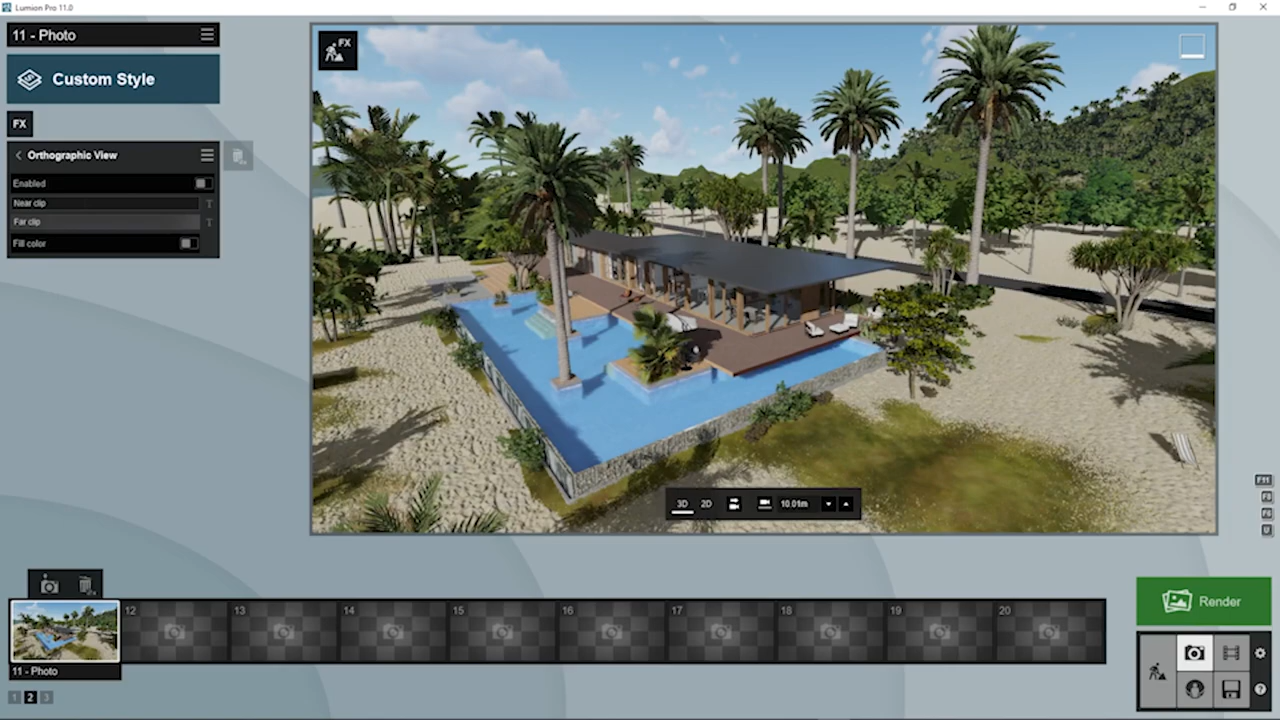 Lumion Pro 11.0
11 - Photo
Custom Style
FX
Orthographic View
Enabled
Near clip
Far clip
Fill color
FX
3D 2D 10.01m
F11
11 - Photo
12 13 14 15 16 17 18 19 20
1 2 3
Render